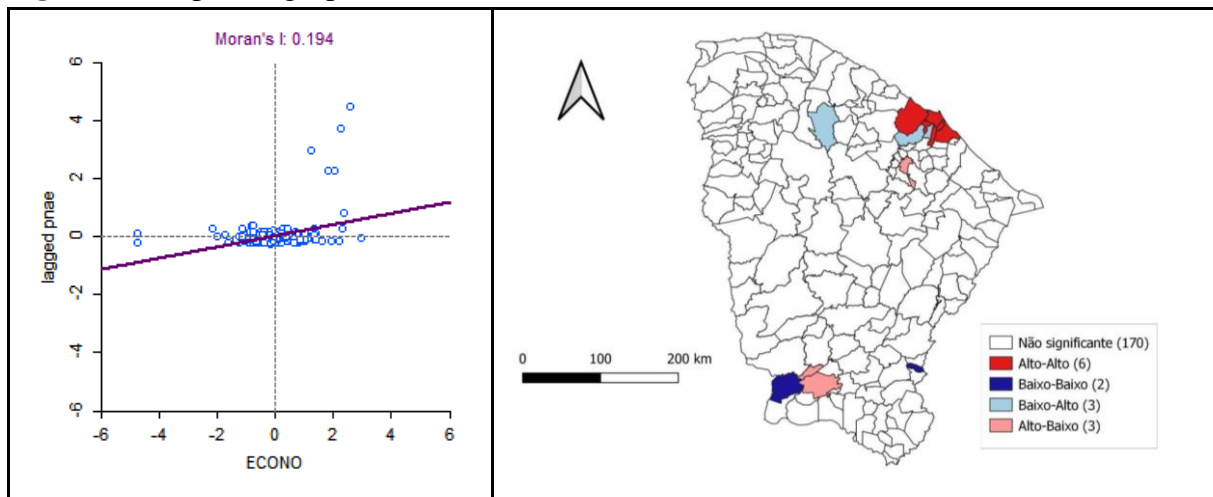 Moran's I: 0.194
6
4
2
0
-2
-4
-6
lagged pnae
-6
-4
-2
0
2
4
6
ECONO
0
100
200 km
Não significante (170)
Alto-Alto (6)
Baixo-Baixo (2)
Baixo-Alto (3)
Alto-Baixo (3)